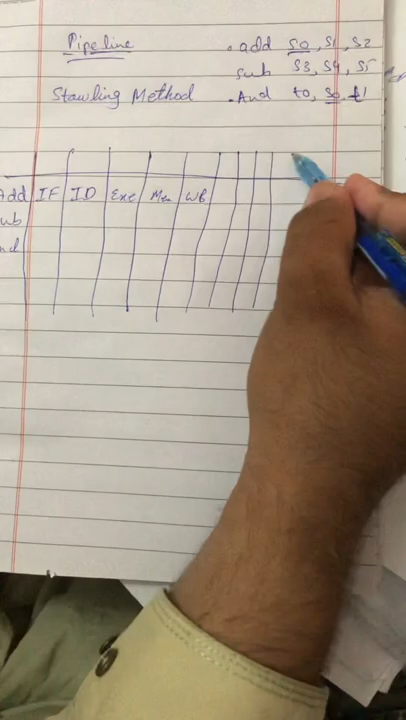 Pipeline
. add s0, s1, s2
sub s3, s4, s5
Stawling Method
. And t0, s0, t1
Add IF ID Exe Mem WB
ub
nd